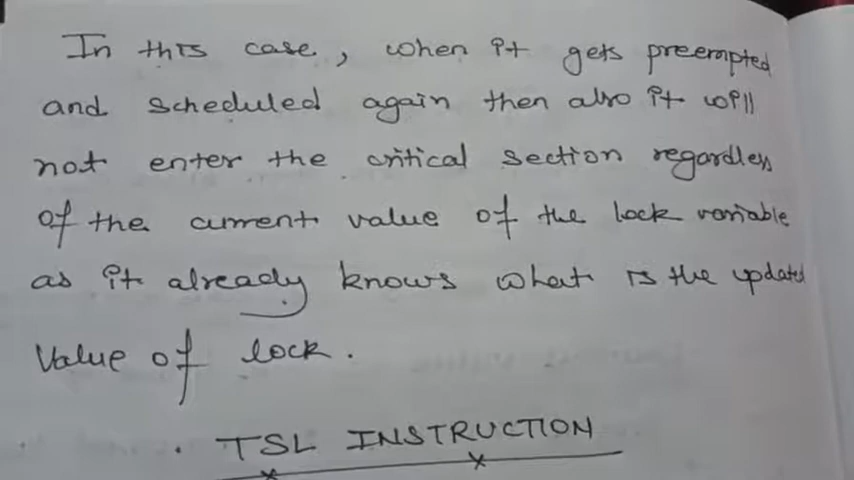 In this case, when it gets preempted
and scheduled again then also it will
not enter the critical section regardless
of the current value of the lock variable
as it already knows what is the updated
Value of lock.
. TSL INSTRUCTION